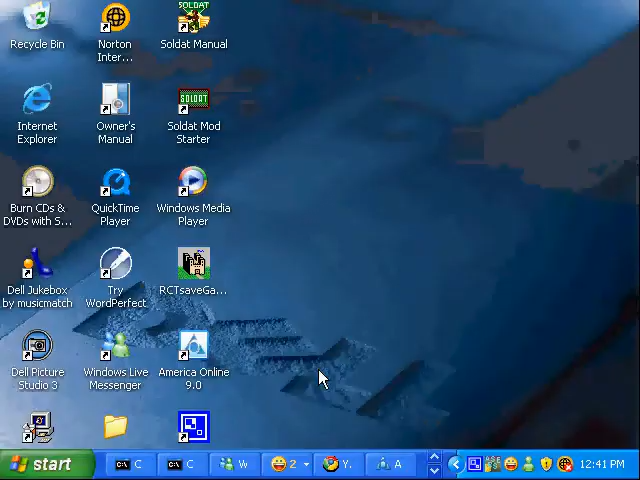 SOLDAT
Recycle Bin
Norton
Inter...
Soldat Manual
SOLDAT
Internet
Explorer
Owner's
Manual
Soldat Mod
Starter
Burn CDs &
DVDs with S...
QuickTime
Player
Windows Media
Player
Dell Jukebox
by musicmatch
Try
WordPerfect
RCTsaveGa...
Dell Picture
Studio 3
Windows Live
Messenger
America Online
9.0
DELL
start
C
C
W
2
Y.
A
12:41 PM